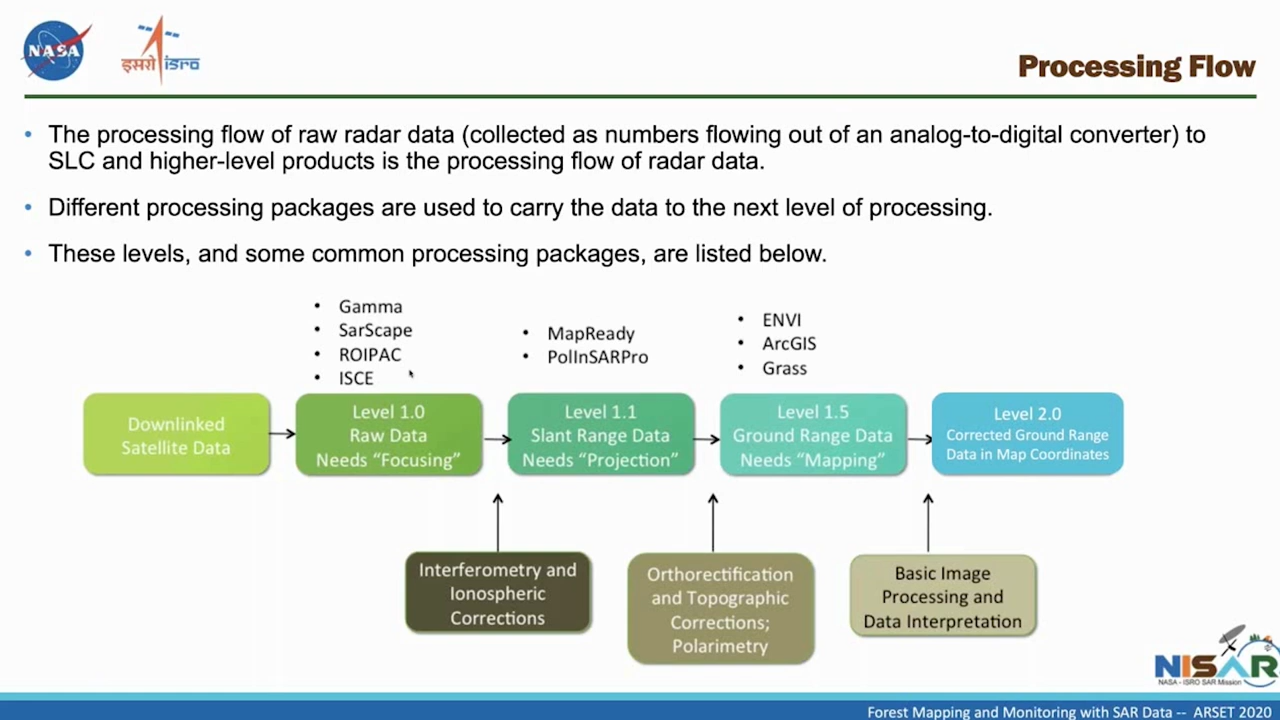 NASA
इसरो isro
Processing Flow
• The processing flow of raw radar data (collected as numbers flowing out of an analog-to-digital converter) to
SLC and higher-level products is the processing flow of radar data.
• Different processing packages are used to carry the data to the next level of processing.
• These levels, and some common processing packages, are listed below.
• Gamma
• SarScape
• ROIPAC
• ISCE
• MapReady
• PolInSARPro
• ENVI
• ArcGIS
• Grass
Downlinked
Satellite Data
Level 1.0
Raw Data
Needs “Focusing”
Level 1.1
Slant Range Data
Needs “Projection”
Level 1.5
Ground Range Data
Needs “Mapping”
Level 2.0
Corrected Ground Range
Data in Map Coordinates
Interferometry and
Ionospheric
Corrections
Orthorectification
and Topographic
Corrections;
Polarimetry
Basic Image
Processing and
Data Interpretation
NISAR
NASA - ISRO SAR Mission
Forest Mapping and Monitoring with SAR Data -- ARSET 2020